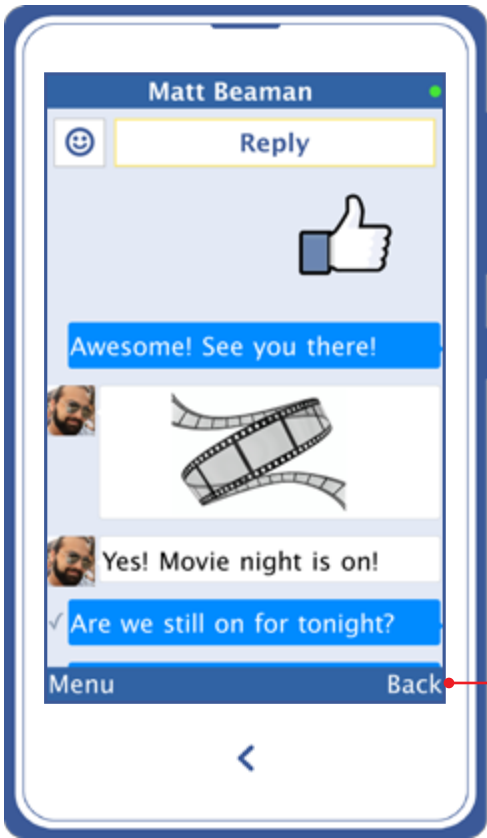 Matt Beaman
Reply
Awesome! See you there!
Yes! Movie night is on!
Are we still on for tonight?
Menu Back